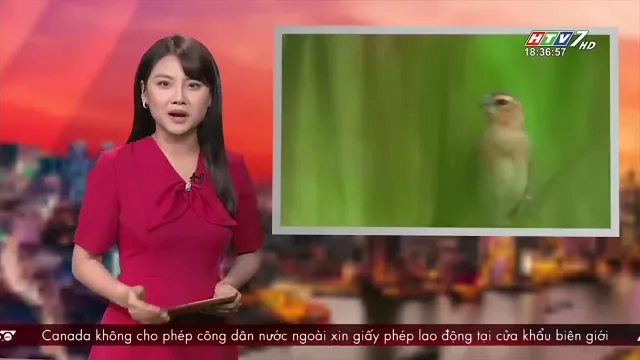 HTV7 HD
18:36:57
Canada không cho phép công dân nước ngoài xin giấy phép lao động tại cửa khẩu biên giới